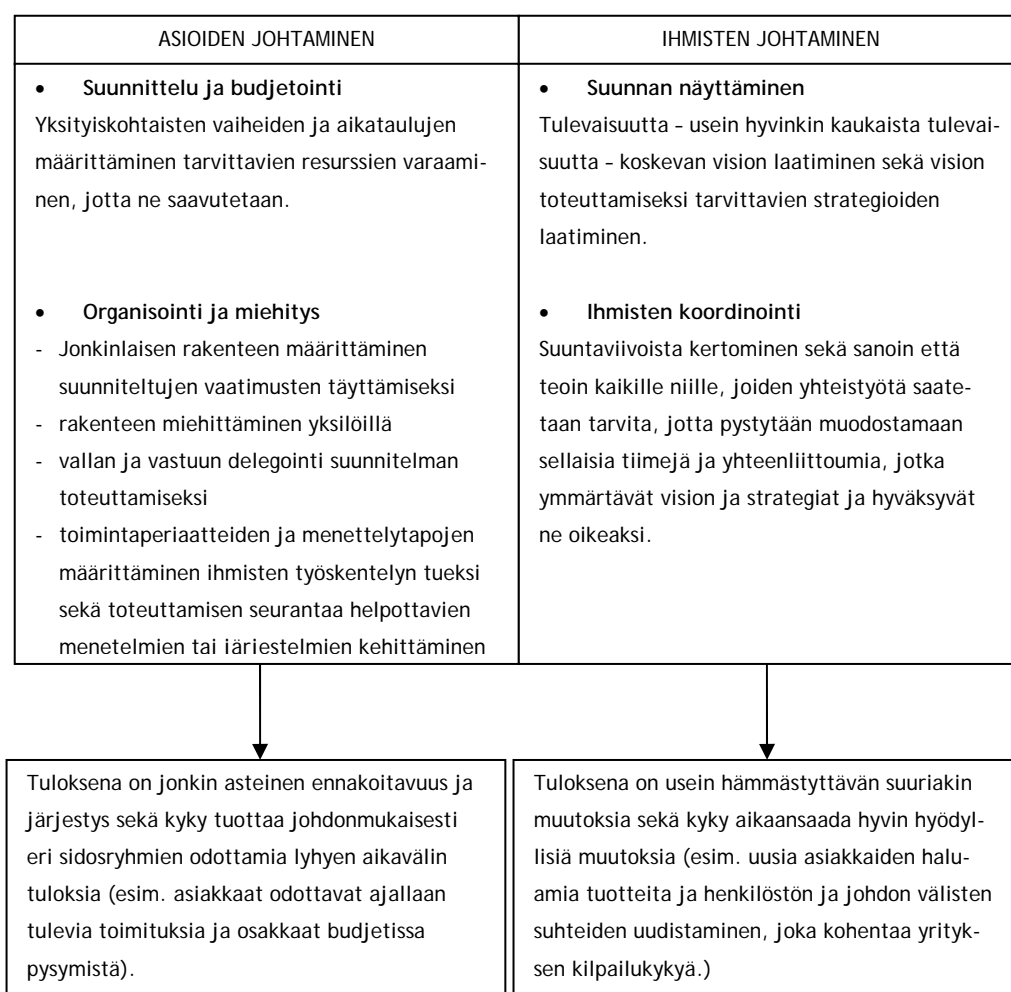 ASIOIDEN JOHTAMINEN
• Suunnittelu ja budjetointi
Yksityiskohtaisten vaiheiden ja aikataulujen
määrittäminen tarvittavien resurssien varaami-
nen, jotta ne saavutetaan.
• Organisointi ja miehitys
- Jonkinlaisen rakenteen määrittäminen
suunniteltujen vaatimusten täyttämiseksi
- rakenteen miehittäminen yksilöillä
- vallan ja vastuun delegointi suunnitelman
toteuttamiseksi
- toimintaperiaatteiden ja menettelytapojen
määrittäminen ihmisten työskentelyn tueksi
sekä toteuttamisen seurantaa helpottavien
menetelmien tai järjestelmien kehittäminen
IHMISTEN JOHTAMINEN
• Suunnan näyttäminen
Tulevaisuutta – usein hyvinkin kaukaista tulevai-
suutta – koskevan vision laatiminen sekä vision
toteuttamiseksi tarvittavien strategioiden
laatiminen.
• Ihmisten koordinointi
Suuntaviivoista kertominen sekä sanoin että
teoin kaikille niille, joiden yhteistyötä saate-
taan tarvita, jotta pystytään muodostamaan
sellaisia tiimejä ja yhteenliittoumia, jotka
ymmärtävät vision ja strategiat ja hyväksyvät
ne oikeaksi.
Tuloksena on jonkin asteinen ennakoitavuus ja
järjestys sekä kyky tuottaa johdonmukaisesti
eri sidosryhmien odottamia lyhyen aikavälin
tuloksia (esim. asiakkaat odottavat ajallaan
tulevia toimituksia ja osakkaat budjetissa
pysymistä).
Tuloksena on usein hämmästyttävän suuriakin
muutoksia sekä kyky aikaansaada hyvin hyödyl-
lisiä muutoksia (esim. uusia asiakkaiden halu-
amia tuotteita ja henkilöstön ja johdon välisten
suhteiden uudistaminen, joka kohentaa yrityk-
sen kilpailukykyä.)